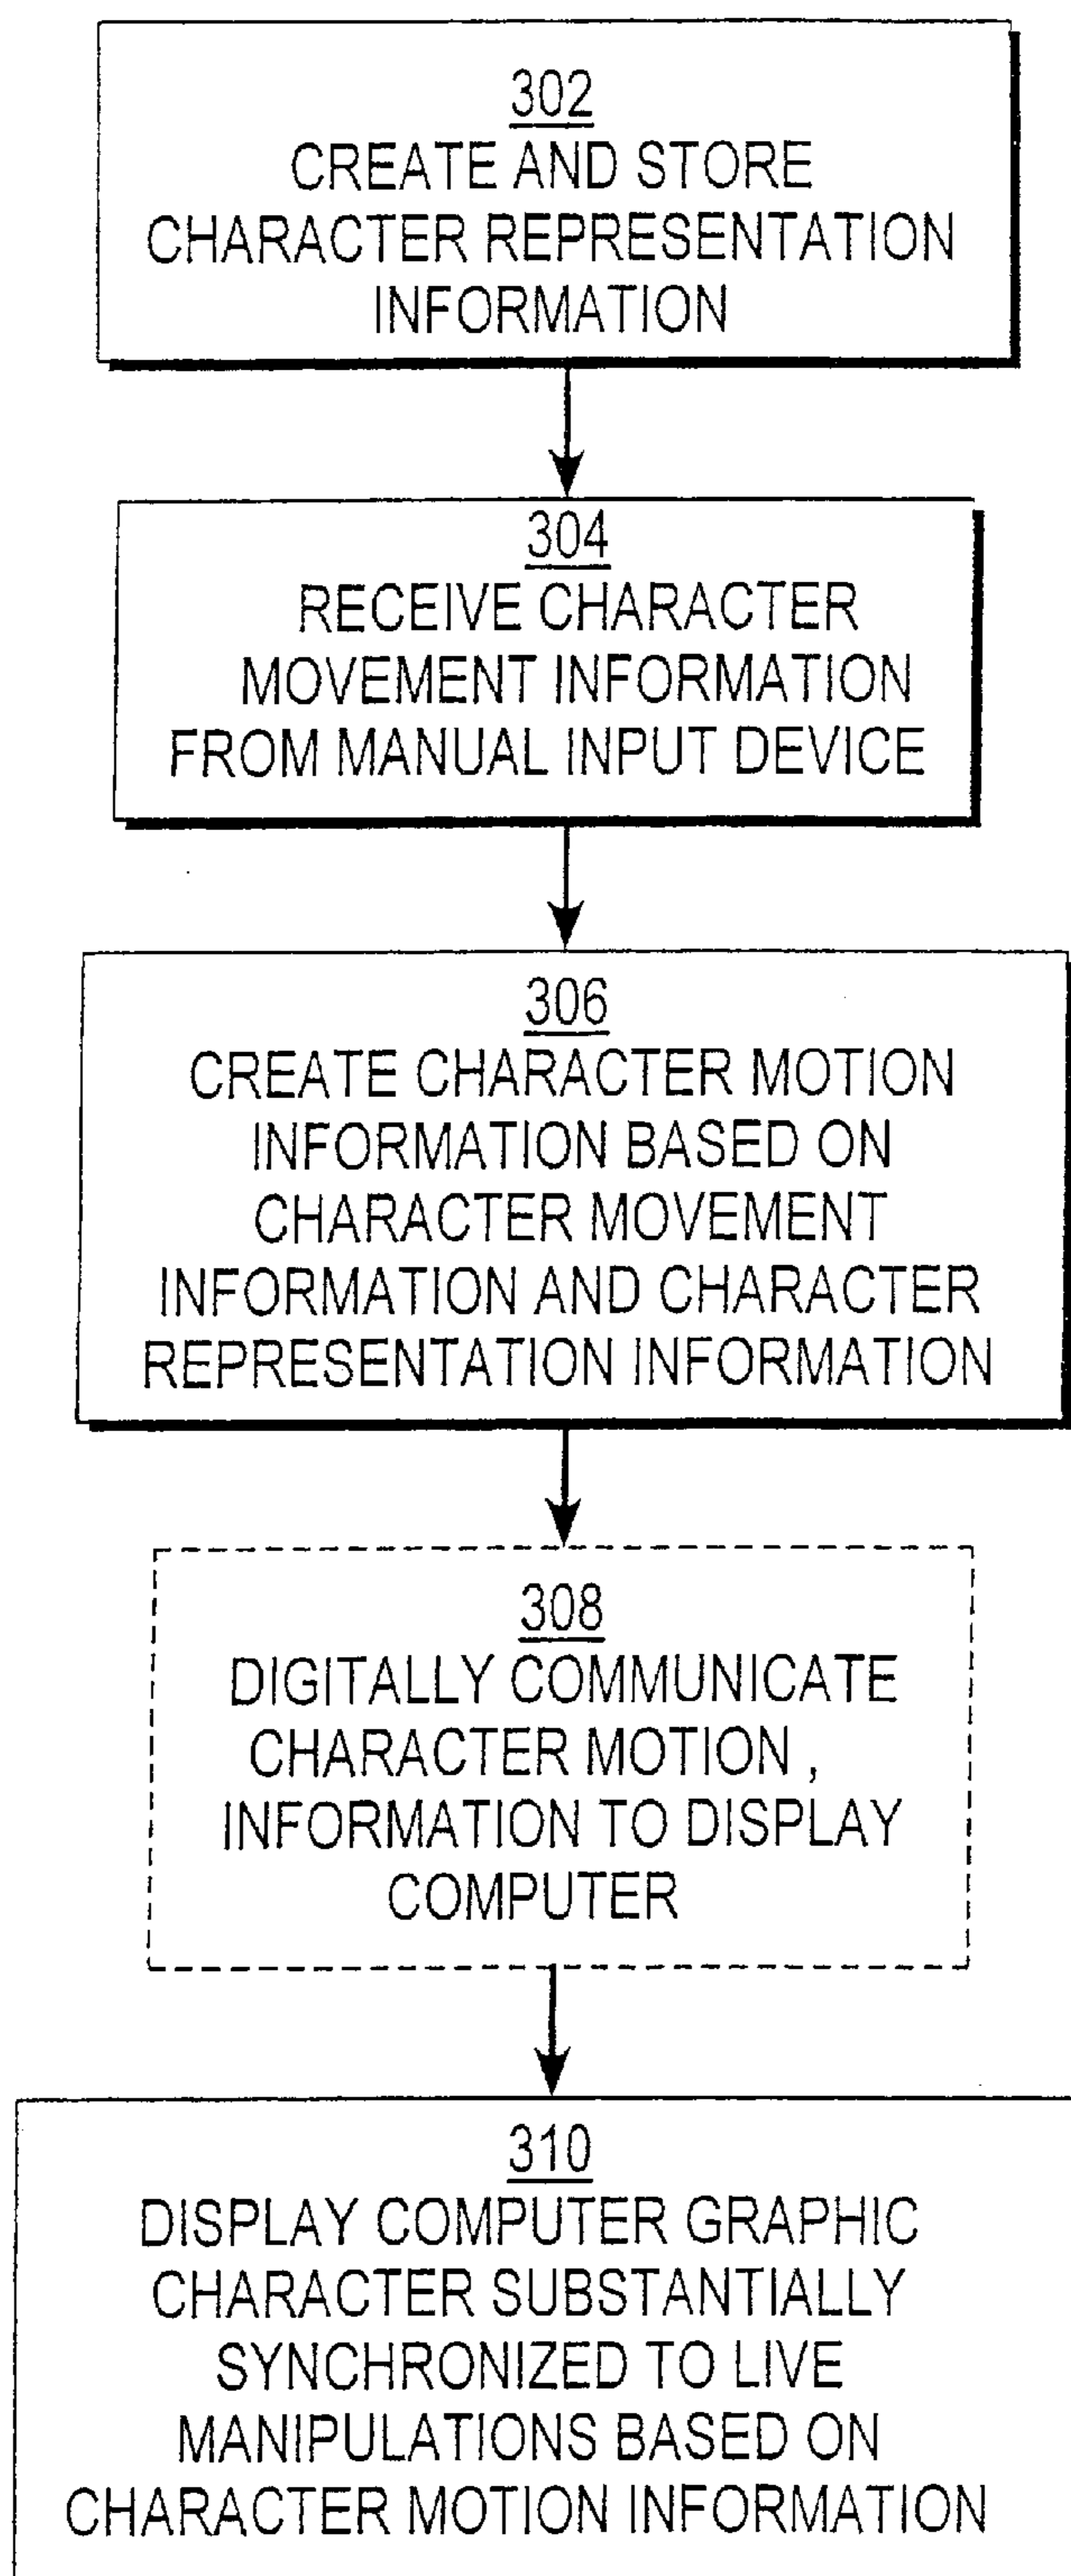 302
CREATE AND STORE
CHARACTER REPRESENTATION
INFORMATION
304
RECEIVE CHARACTER
MOVEMENT INFORMATION
FROM MANUAL INPUT DEVICE
306
CREATE CHARACTER MOTION
INFORMATION BASED ON
CHARACTER MOVEMENT
INFORMATION AND CHARACTER
REPRESENTATION INFORMATION
308
DIGITALLY COMMUNICATE
CHARACTER MOTION ,
INFORMATION TO DISPLAY
COMPUTER
310
DISPLAY COMPUTER GRAPHIC
CHARACTER SUBSTANTIALLY
SYNCHRONIZED TO LIVE
MANIPULATIONS BASED ON
CHARACTER MOTION INFORMATION